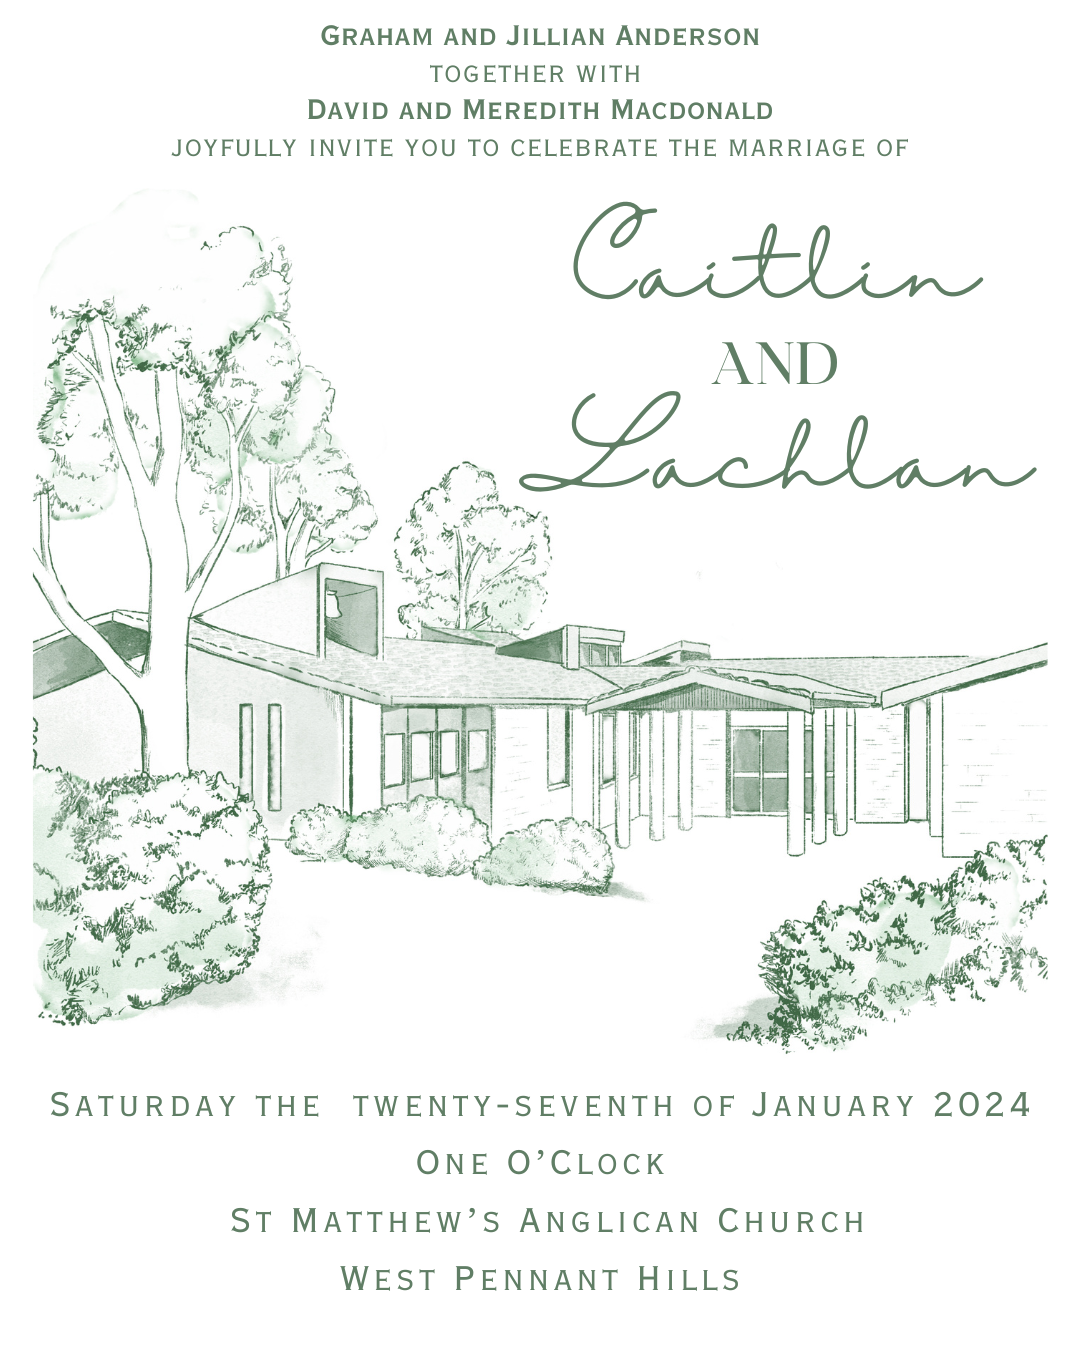 Graham and Jillian Anderson
together with
David and Meredith Macdonald
joyfully invite you to celebrate the marriage of
Caitlin
AND
Lachlan
Saturday the twenty-seventh of January 2024
One O’Clock
St Matthew’s Anglican Church
West Pennant Hills